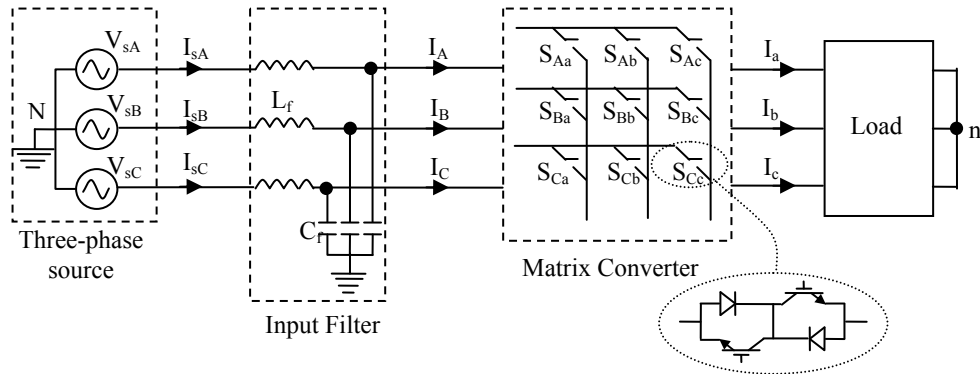 V_sA I_sA I_A S_Aa S_Ab S_Ac I_a
N V_sB I_sB L_f I_B S_Ba S_Bb S_Bc I_b Load n
V_sC I_sC I_C S_Ca S_Cb S_Cc I_c
C_f
Three-phase
source
Input Filter
Matrix Converter